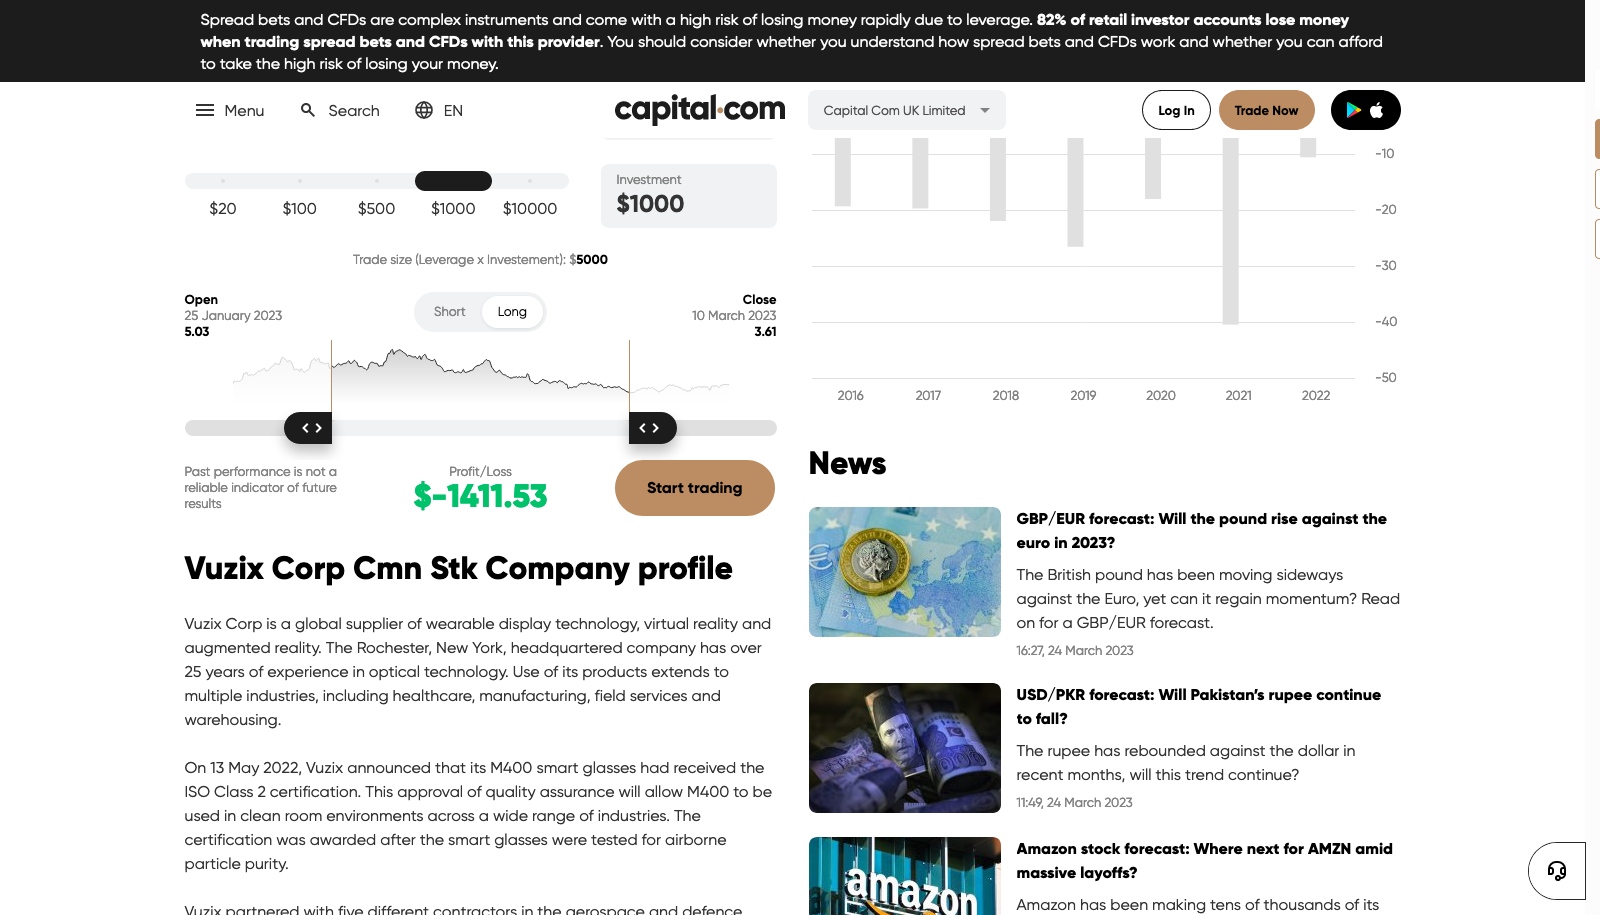 Spread bets and CFDs are complex instruments and come with a high risk of losing money rapidly due to leverage. 82% of retail investor accounts lose money
when trading spread bets and CFDs with this provider. You should consider whether you understand how spread bets and CFDs work and whether you can afford
to take the high risk of losing your money.
Menu
Search
EN
capital.com
Capital Com UK Limited
Log In
Trade Now
$20
$100
$500
$1000
$10000
Investment
$1000
Trade size (Leverage x Investement): $5000
Open
25 January 2023
5.03
Short
Long
Close
10 March 2023
3.61
Past performance is not a
reliable indicator of future
results
Profit/Loss
$-1411.53
Start trading
Vuzix Corp Cmn Stk Company profile
Vuzix Corp is a global supplier of wearable display technology, virtual reality and
augmented reality. The Rochester, New York, headquartered company has over
25 years of experience in optical technology. Use of its products extends to
multiple industries, including healthcare, manufacturing, field services and
warehousing.
On 13 May 2022, Vuzix announced that its M400 smart glasses had received the
ISO Class 2 certification. This approval of quality assurance will allow M400 to be
used in clean room environments across a wide range of industries. The
certification was awarded after the smart glasses were tested for airborne
particle purity.
Vuzix partnered with five different contractors in the aerospace and defence
-10
-20
-30
-40
-50
2016
2017
2018
2019
2020
2021
2022
News
GBP/EUR forecast: Will the pound rise against the
euro in 2023?
The British pound has been moving sideways
against the Euro, yet can it regain momentum? Read
on for a GBP/EUR forecast.
16:27, 24 March 2023
USD/PKR forecast: Will Pakistan's rupee continue
to fall?
The rupee has rebounded against the dollar in
recent months, will this trend continue?
11:49, 24 March 2023
amazon
Amazon stock forecast: Where next for AMZN amid
massive layoffs?
Amazon has been making tens of thousands of its